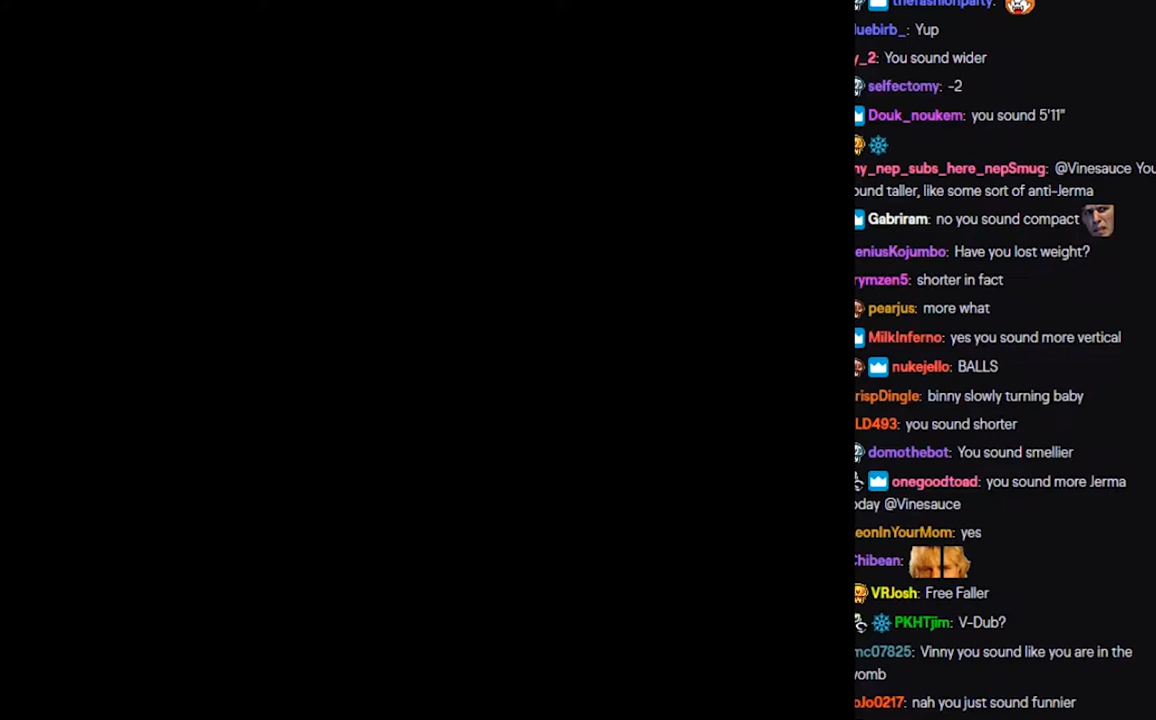 thefashionparty:
luebirb_: Yup
y_2: You sound wider
selfectomy: -2
Douk_noukem: you sound 5'11"
ny_nep_subs_here_nepSmug: @Vinesauce You
ound taller, like some sort of anti-Jerma
Gabriram: no you sound compact
eniusKojumbo: Have you lost weight?
rymzen5: shorter in fact
pearjus: more what
MilkInferno: yes you sound more vertical
nukejello: BALLS
rispDingle: binny slowly turning baby
LD493: you sound shorter
domothebot: You sound smellier
onegoodtoad: you sound more Jerma
oday @Vinesauce
eonInYourMom: yes
Chibean:
VRJosh: Free Faller
PKHTjim: V-Dub?
mc07825: Vinny you sound like you are in the
vomb
oJo0217: nah you just sound funnier